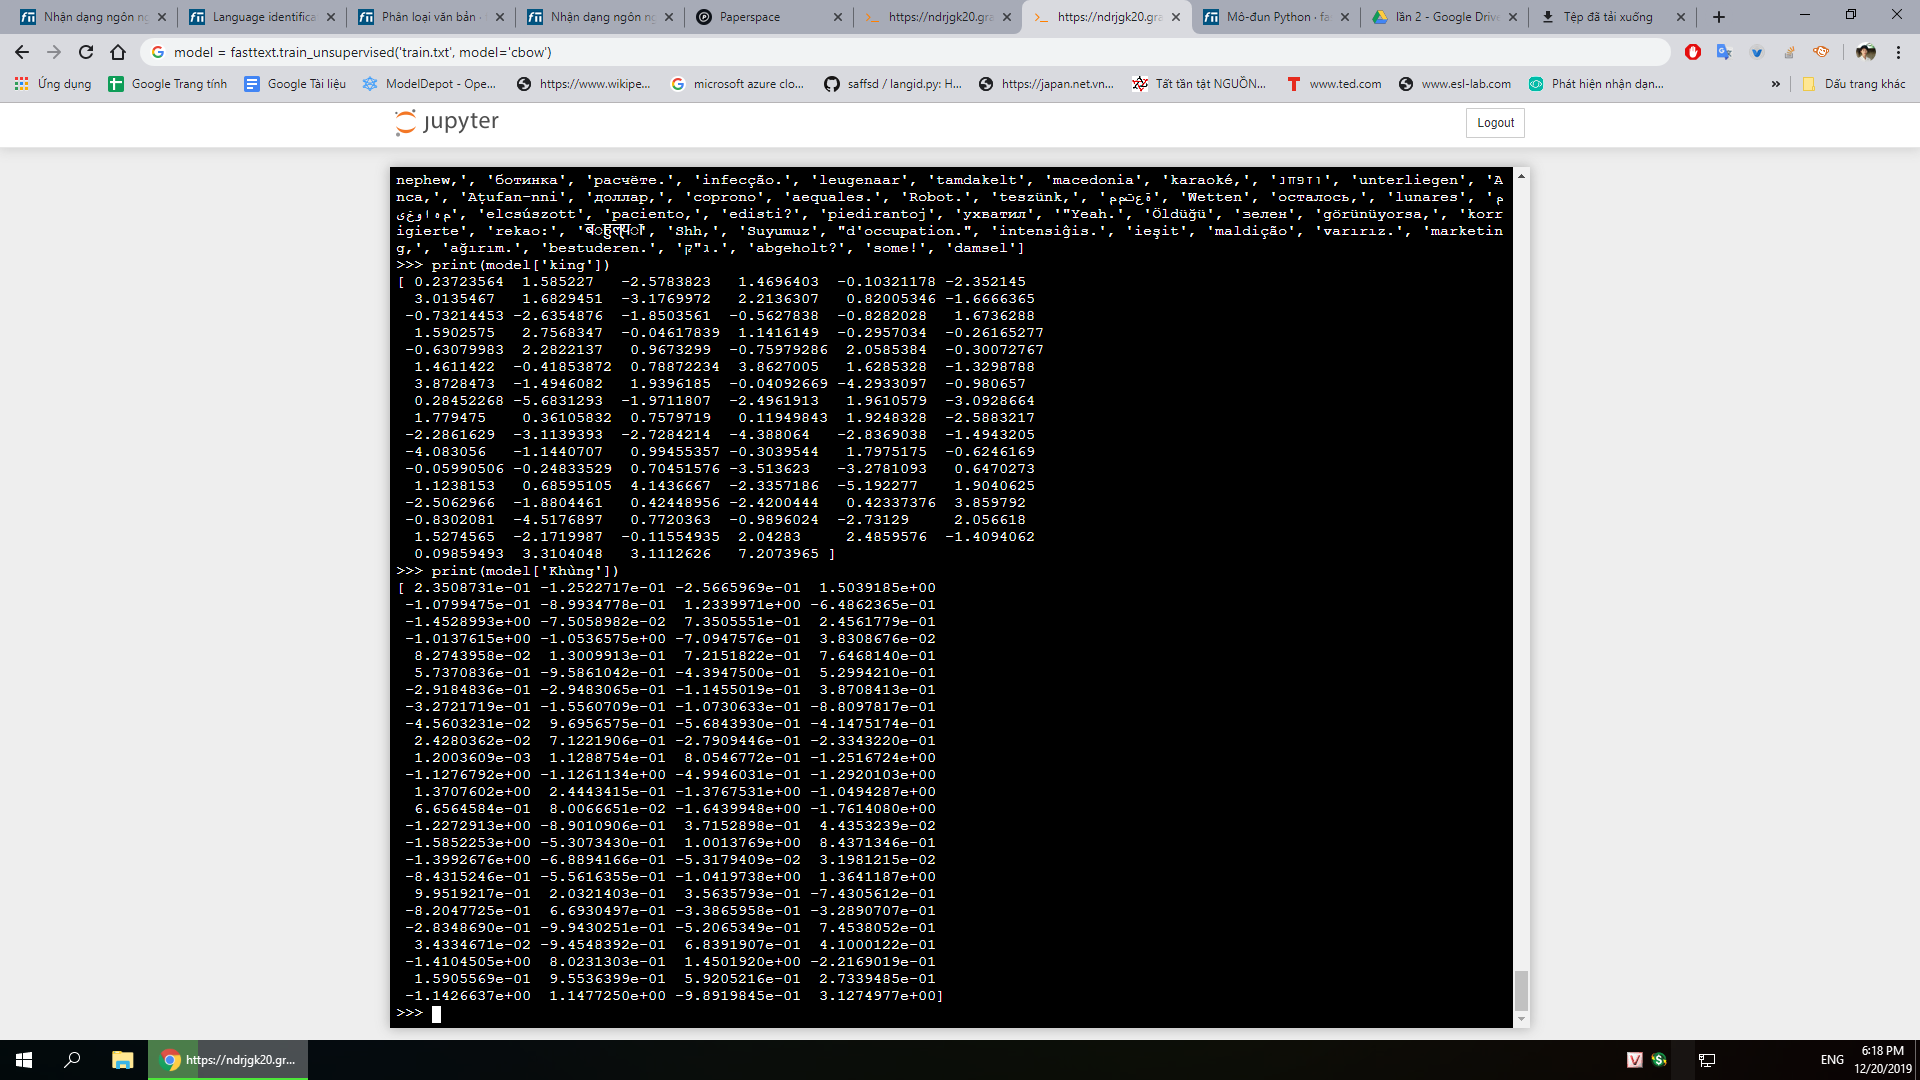 Nhận dạng ngôn ng
Language identifica
Phân loại văn bản ·
Nhận dạng ngôn ng
Paperspace
https://ndrjgk20.gra
https://ndrjgk20.gra
Mô-đun Python · fa
lần 2 - Google Drive
Tệp đã tải xuống
model = fasttext.train_unsupervised('train.txt', model='cbow')
Ứng dụng
Google Trang tính
Google Tài liệu
ModelDepot - Ope...
https://www.wikipe...
microsoft azure clo...
saffsd / langid.py: H...
https://japan.net.vn...
Tất tần tật NGUỒN...
www.ted.com
www.esl-lab.com
Phát hiện nhận dạn...
»
Dấu trang khác
jupyter
Logout
nephew,', 'ботинка', 'расчёте.', 'infecção.', 'leugenaar', 'tamdakelt', 'macedonia', 'karaoké,', 'unterliegen', 'A
nca,', 'Aṭufan-nni', 'доллар,', 'coprono', 'aequales.', 'Robot.', 'teszünk,', 'Wetten', 'осталось,', 'lunares',
'elcsúszott', 'paciento,', 'edisti?', 'piedirantoj', 'ухватил', '"Yeah.', 'Öldüğü', 'зелен', 'görünüyorsa,', 'korr
igierte', 'rekao:', 'Shh,', 'Suyumuz', "d'occupation.", 'intensiĝis.', 'ieşit', 'maldição', 'varırız.', 'marketin
g,', 'ağırım.', 'bestuderen.', 'abgeholt?', 'some!', 'damsel']
>>> print(model['king'])
[ 0.23723564 1.585227 -2.5783823 1.4696403 -0.10321178 -2.352145
3.0135467 1.6829451 -3.1769972 2.2136307 0.82005346 -1.6666365
-0.73214453 -2.6354876 -1.8503561 -0.5627838 -0.8282028 1.6736288
1.5902575 2.7568347 -0.04617839 1.1416149 -0.2957034 -0.26165277
-0.63079983 2.2822137 0.9673299 -0.75979286 2.0585384 -0.30072767
1.4611422 -0.41853872 0.78872234 3.8627005 1.6285328 -1.3298788
3.8728473 -1.4946082 1.9396185 -0.04092669 -4.2933097 -0.980657
0.28452268 -5.6831293 -1.9711807 -2.4961913 1.9610579 -3.0928664
1.779475 0.36105832 0.7579719 0.11949843 1.9248328 -2.5883217
-2.2861629 -3.1139393 -2.7284214 -4.388064 -2.8369038 -1.4943205
-4.083056 -1.1440707 0.99455357 -0.3039544 1.7975175 -0.6246169
-0.05990506 -0.24833529 0.70451576 -3.513623 -3.2781093 0.6470273
1.1238153 0.68595105 4.1436667 -2.3357186 -5.192277 1.9040625
-2.5062966 -1.8804461 0.42448956 -2.4200444 0.42337376 3.859792
-0.8302081 -4.5176897 0.7720363 -0.9896024 -2.73129 2.056618
1.5274565 -2.1719987 -0.11554935 2.04283 2.4859576 -1.4094062
0.09859493 3.3104048 3.1112626 7.2073965 ]
>>> print(model['Khùng'])
[ 2.3508731e-01 -1.2522717e-01 -2.5665969e-01 1.5039185e+00
-1.0799475e-01 -8.9934778e-01 1.2339971e+00 -6.4862365e-01
-1.4528993e+00 -7.5058982e-02 7.3505551e-01 2.4561779e-01
-1.0137615e+00 -1.0536575e+00 -7.0947576e-01 3.8308676e-02
8.2743958e-02 1.3009913e-01 7.2151822e-01 7.6468140e-01
5.7370836e-01 -9.5861042e-01 -4.3947500e-01 5.2994210e-01
-2.9184836e-01 -2.9483065e-01 -1.1455019e-01 3.8708413e-01
-3.2721719e-01 -1.5560709e-01 -1.0730633e-01 -8.8097817e-01
-4.5603231e-02 9.6956575e-01 -5.6843930e-01 -4.1475174e-01
2.4280362e-02 7.1221906e-01 -2.7909446e-01 -2.3343220e-01
1.2003609e-03 1.1288754e-01 8.0546772e-01 -1.2516724e+00
-1.1276792e+00 -1.1261134e+00 -4.9946031e-01 -1.2920103e+00
1.3707602e+00 2.4443415e-01 -1.3767531e+00 -1.0494287e+00
6.6564584e-01 8.0066651e-02 -1.6439948e+00 -1.7614080e+00
-1.2272913e+00 -8.9010906e-01 3.7152898e-01 4.4353239e-02
-1.5852253e+00 -5.3073430e-01 1.0013769e+00 8.4371346e-01
-1.3992676e+00 -6.8894166e-01 -5.3179409e-02 3.1981215e-02
-8.4315246e-01 -5.5616355e-01 -1.0419738e+00 1.3641187e+00
9.9519217e-01 2.0321403e-01 3.5635793e-01 -7.4305612e-01
-8.2047725e-01 6.6930497e-01 -3.3865958e-01 -3.2890707e-01
-2.8348690e-01 -9.9430251e-01 -5.2065349e-01 7.4538052e-01
3.4334671e-02 -9.4548392e-01 6.8391907e-01 4.1000122e-01
-1.4104505e+00 8.0231303e-01 1.4501920e+00 -2.2169019e-01
1.5905569e-01 9.5536399e-01 5.9205216e-01 2.7339485e-01
-1.1426637e+00 1.1477250e+00 -9.8919845e-01 3.1274977e+00]
>>>
https://ndrjgk20.gr...
ENG
6:18 PM
12/20/2019